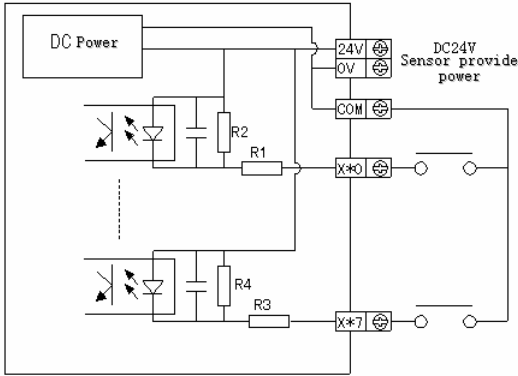 DC Power
24V
0V
DC24V
Sensor provide
power
COM
R2
R1
X*0
R4
R3
X*7